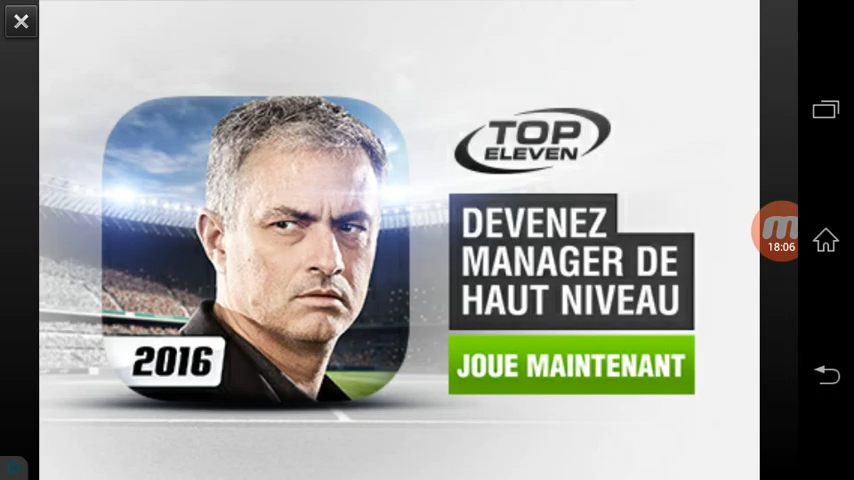 TOP
ELEVEN
DEVENEZ
MANAGER DE
HAUT NIVEAU
JOUE MAINTENANT
2016
18:06